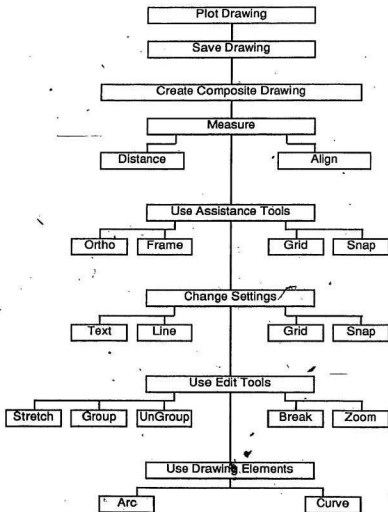 Plot Drawing
Save Drawing
Create Composite Drawing
Measure
Distance Align
Use Assistance Tools
Ortho Frame Grid Snap
Change Settings
Text Line Grid Snap
Use Edit Tools
Stretch Group UnGroup Break Zoom
Use Drawing Elements
Arc Curve